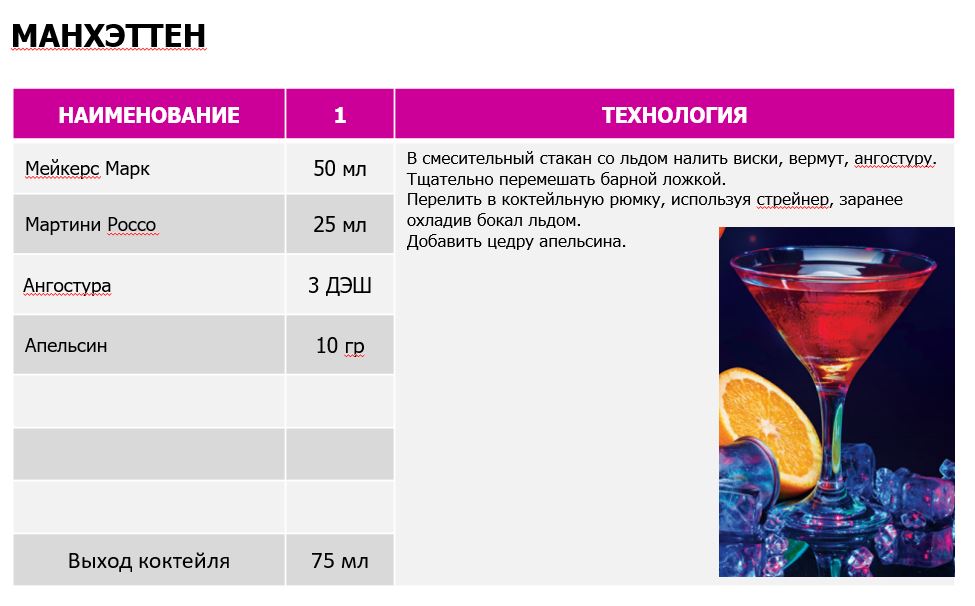 МАНХЭТТЕН
НАИМЕНОВАНИЕ 1 ТЕХНОЛОГИЯ
Мейкерс Марк 50 мл
Мартини Россо 25 мл
Ангостура 3 ДЭШ
Апельсин 10 гр
Выход коктейля 75 мл
В смесительный стакан со льдом налить виски, вермут, ангостуру.
Тщательно перемешать барной ложкой.
Перелить в коктейльную рюмку, используя стрейнер, заранее
охладив бокал льдом.
Добавить цедру апельсина.